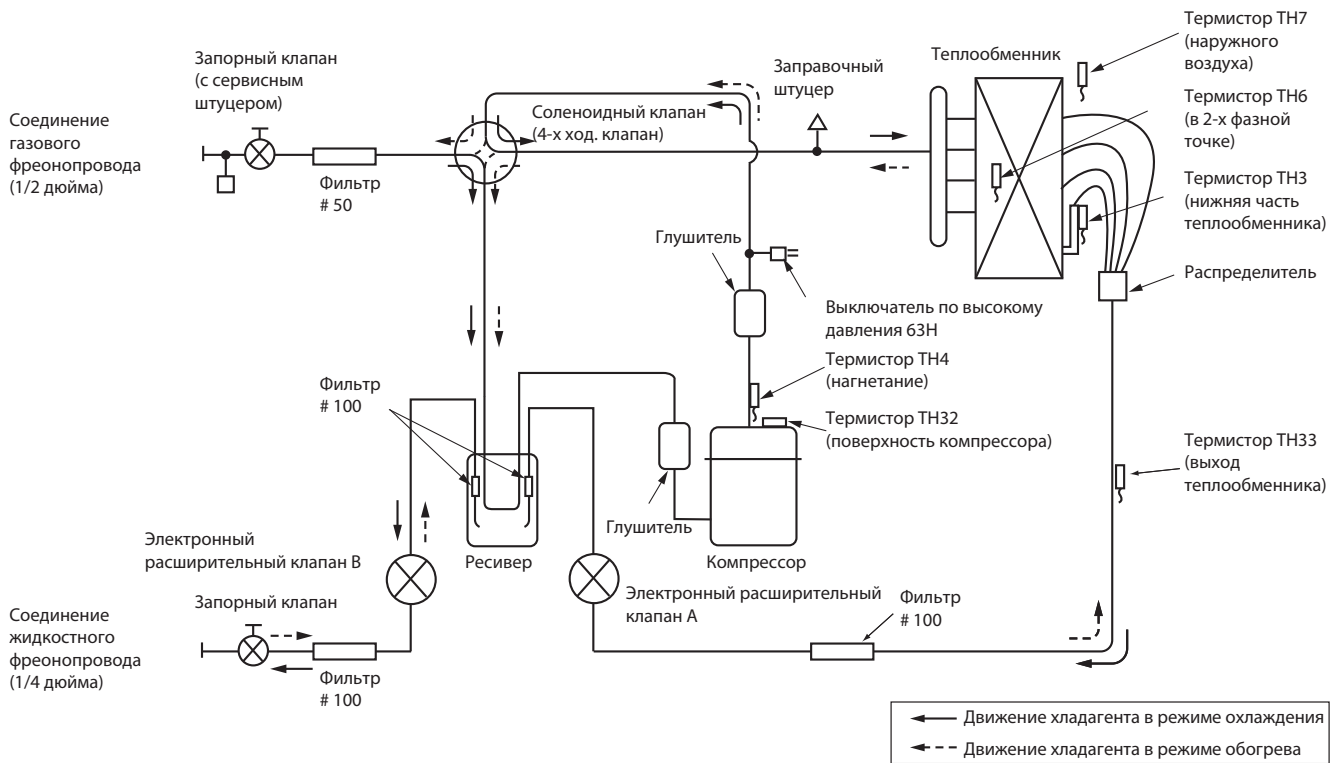 Запорный клапан
(с сервисным
штуцером)
Соединение
газового
фреонопровода
(1/2 дюйма)
Фильтр
# 50
Соленоидный клапан
(4-х ход. клапан)
Заправочный
штуцер
Теплообменник
Термистор TH7
(наружного
воздуха)
Термистор TH6
(в 2-х фазной
точке)
Термистор TH3
(нижняя часть
теплообменника)
Распределитель
Глушитель
Выключатель по высокому
давления 63H
Термистор TH4
(нагнетание)
Термистор TH32
(поверхность компрессора)
Термистор TH33
(выход
теплообменника)
Фильтр
# 100
Глушитель
Ресивер
Компрессор
Электронный
расширительный клапан B
Электронный расширительный
клапан A
Фильтр
# 100
Запорный клапан
Соединение
жидкостного
фреонопровода
(1/4 дюйма)
Фильтр
# 100
Движение хладагента в режиме охлаждения
Движение хладагента в режиме обогрева